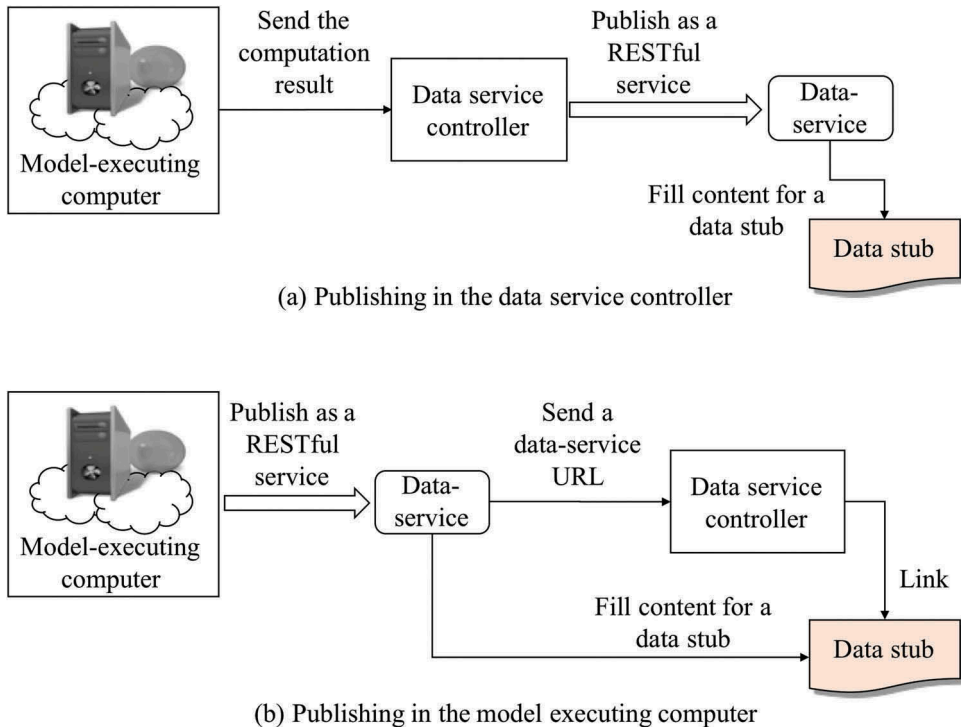 Send the
computation
result
Publish as a
RESTful
service
Model-executing
computer
Data service
controller
Data-
service
Fill content for a
data stub
Data stub
(a) Publishing in the data service controller
Publish as a
RESTful
service
Send a
data-service
URL
Model-executing
computer
Data-
service
Data service
controller
Link
Fill content for a
data stub
Data stub
(b) Publishing in the model executing computer